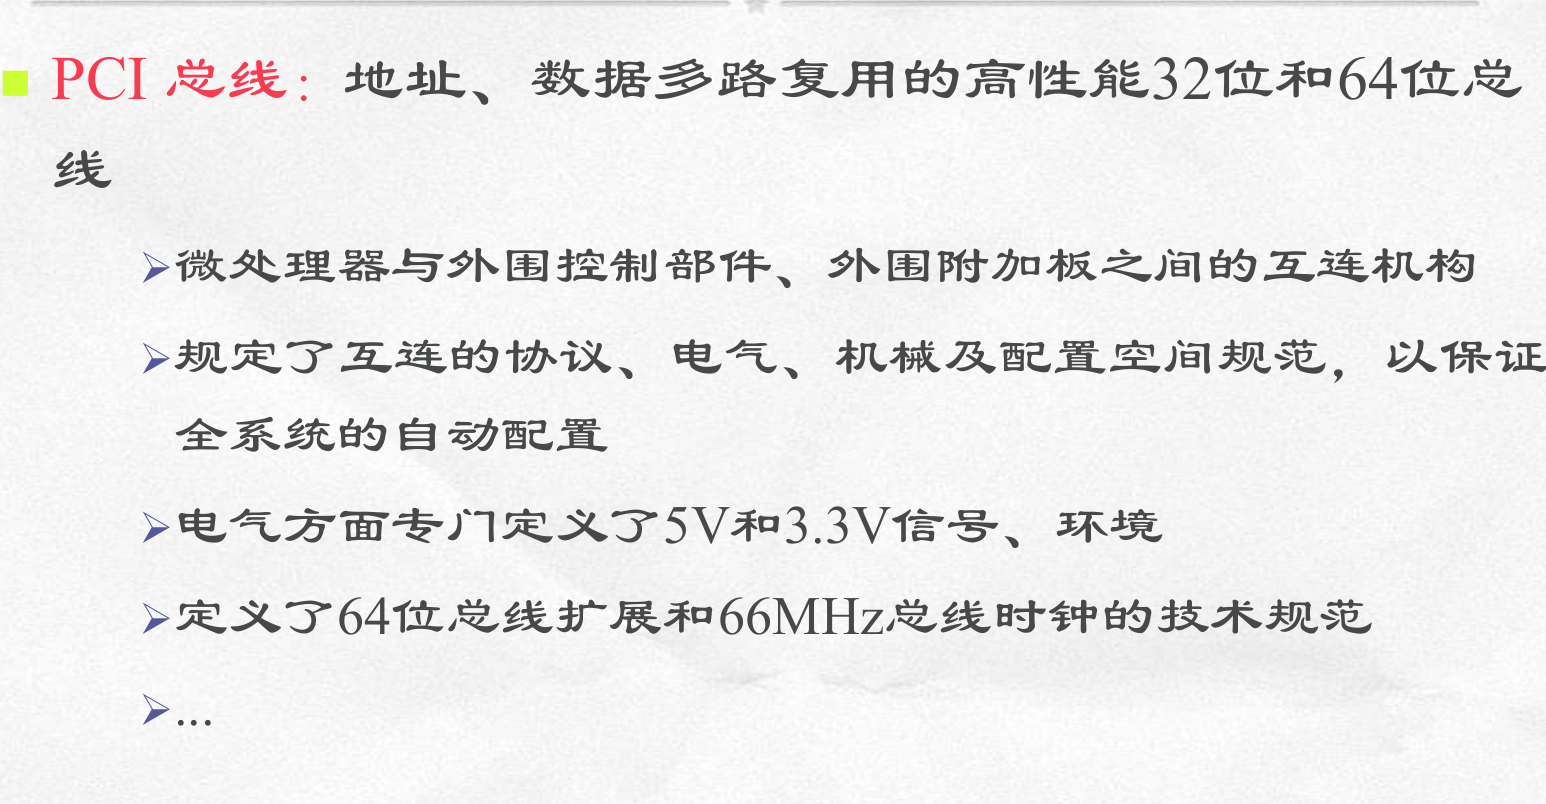 PCI 总线：地址、数据多路复用的高性能32位和64位总
线
微处理器与外围控制部件、外围附加板之间的互连机构
规定了互连的协议、电气、机械及配置空间规范，以保证
全系统的自动配置
电气方面专门定义了5V和3.3V信号、环境
定义了64位总线扩展和66MHz总线时钟的技术规范
...